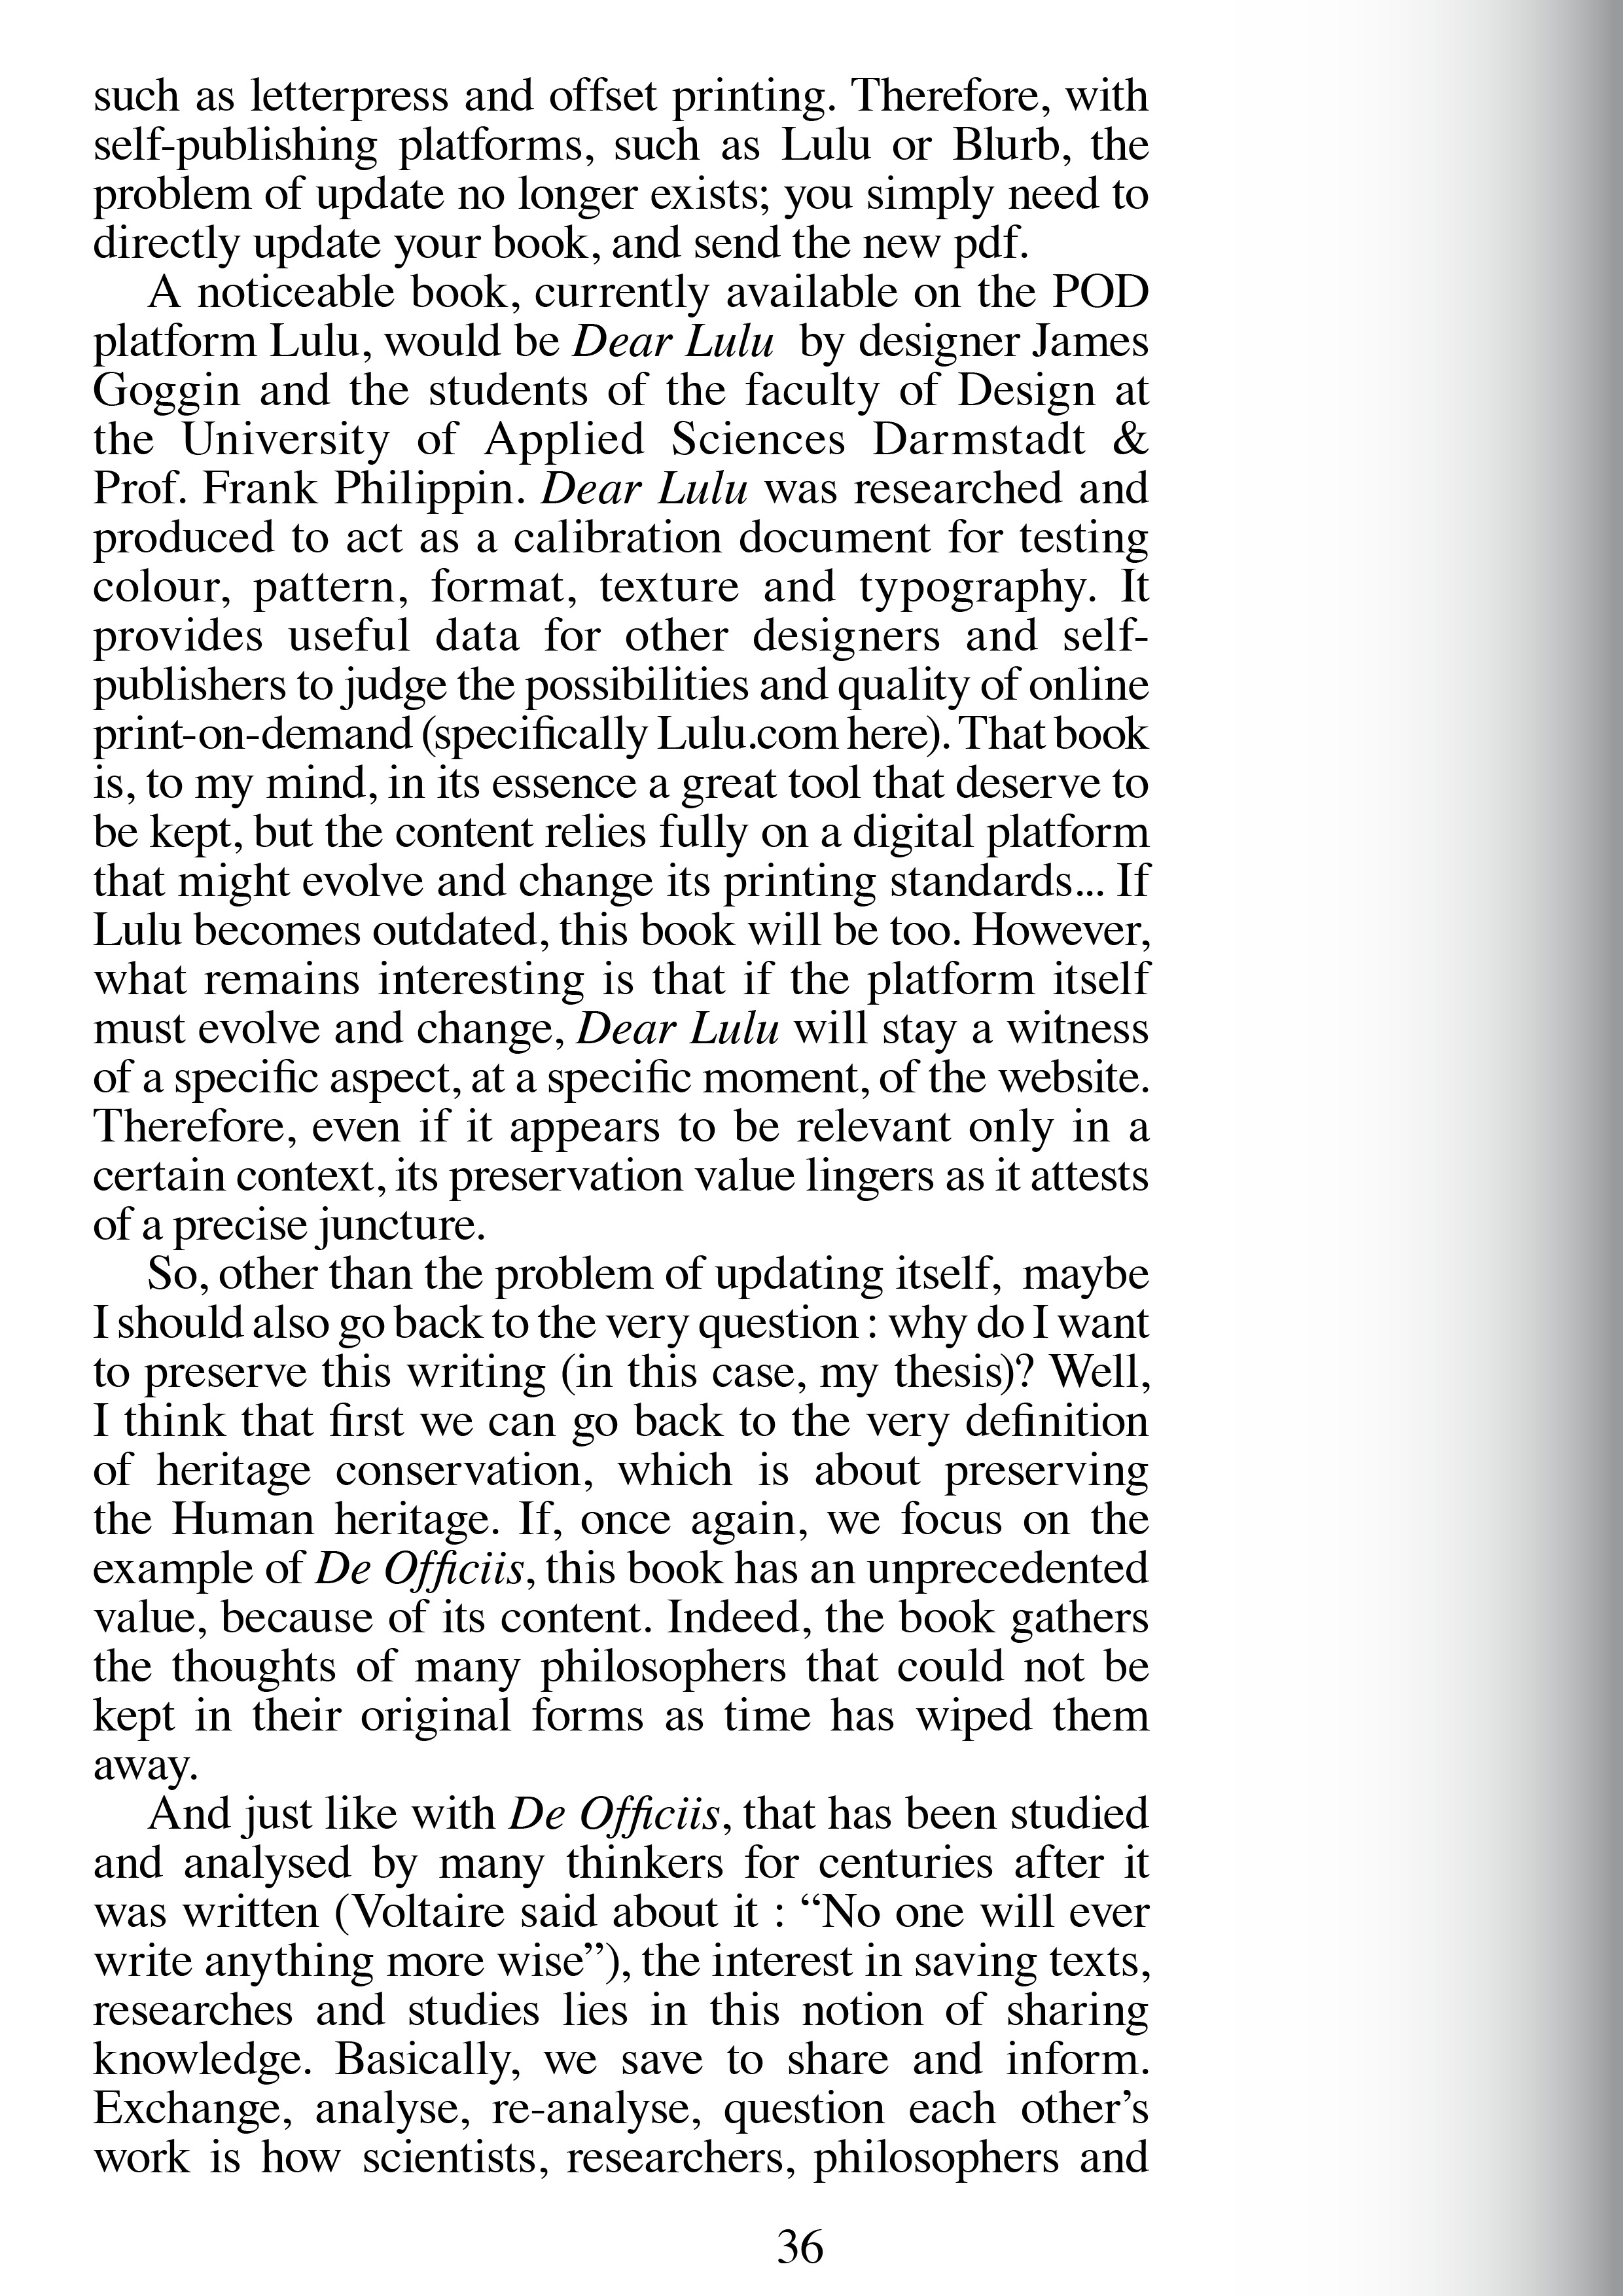 such as letterpress and offset printing. Therefore, with
self-publishing platforms, such as Lulu or Blurb, the
problem of update no longer exists; you simply need to
directly update your book, and send the new pdf.
A noticeable book, currently available on the POD
platform Lulu, would be Dear Lulu by designer James
Goggin and the students of the faculty of Design at
the University of Applied Sciences Darmstadt &
Prof. Frank Philippin. Dear Lulu was researched and
produced to act as a calibration document for testing
colour, pattern, format, texture and typography. It
provides useful data for other designers and self-
publishers to judge the possibilities and quality of online
print-on-demand (specifically Lulu.com here). That book
is, to my mind, in its essence a great tool that deserve to
be kept, but the content relies fully on a digital platform
that might evolve and change its printing standards... If
Lulu becomes outdated, this book will be too. However,
what remains interesting is that if the platform itself
must evolve and change, Dear Lulu will stay a witness
of a specific aspect, at a specific moment, of the website.
Therefore, even if it appears to be relevant only in a
certain context, its preservation value lingers as it attests
of a precise juncture.
So, other than the problem of updating itself, maybe
I should also go back to the very question : why do I want
to preserve this writing (in this case, my thesis)? Well,
I think that first we can go back to the very definition
of heritage conservation, which is about preserving
the Human heritage. If, once again, we focus on the
example of De Officiis, this book has an unprecedented
value, because of its content. Indeed, the book gathers
the thoughts of many philosophers that could not be
kept in their original forms as time has wiped them
away.
And just like with De Officiis, that has been studied
and analysed by many thinkers for centuries after it
was written (Voltaire said about it : “No one will ever
write anything more wise”), the interest in saving texts,
researches and studies lies in this notion of sharing
knowledge. Basically, we save to share and inform.
Exchange, analyse, re-analyse, question each other’s
work is how scientists, researchers, philosophers and
36